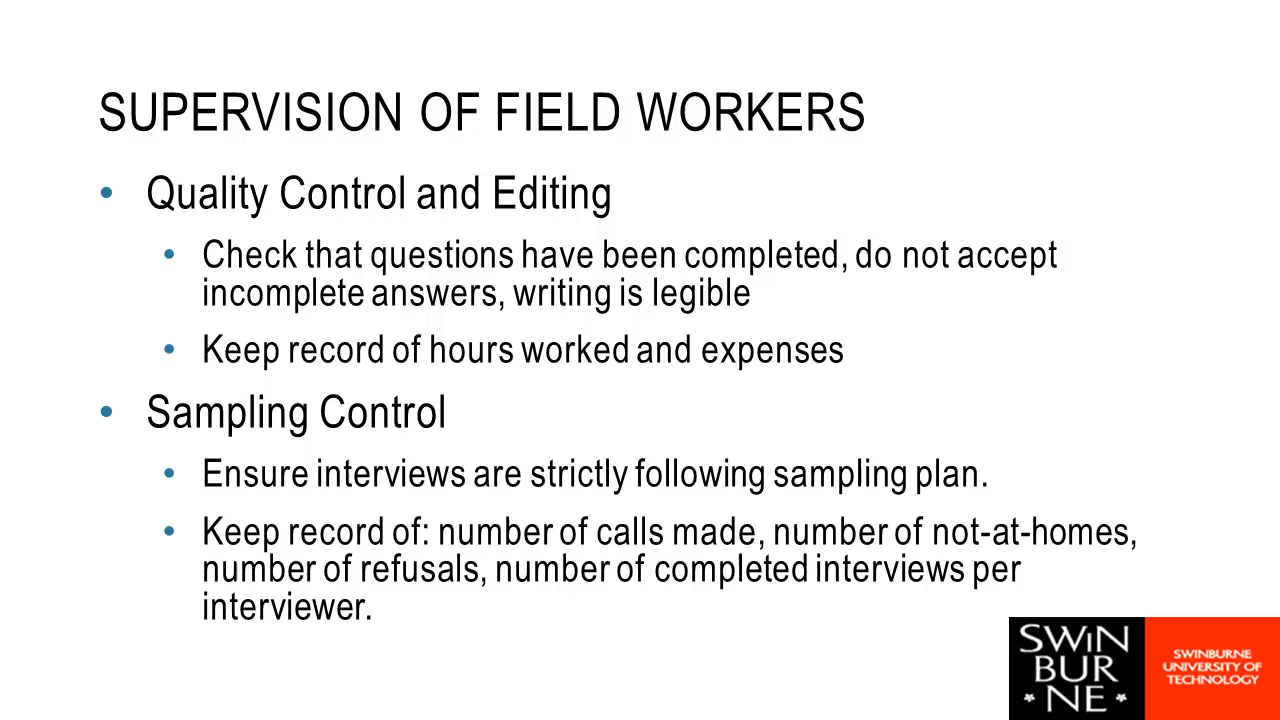 SUPERVISION OF FIELD WORKERS
• Quality Control and Editing
• Check that questions have been completed, do not accept
incomplete answers, writing is legible
• Keep record of hours worked and expenses
• Sampling Control
• Ensure interviews are strictly following sampling plan.
• Keep record of: number of calls made, number of not-at-homes,
number of refusals, number of completed interviews per
interviewer.
SWIN
BUR
* NE *
SWINBURNE
UNIVERSITY OF
TECHNOLOGY